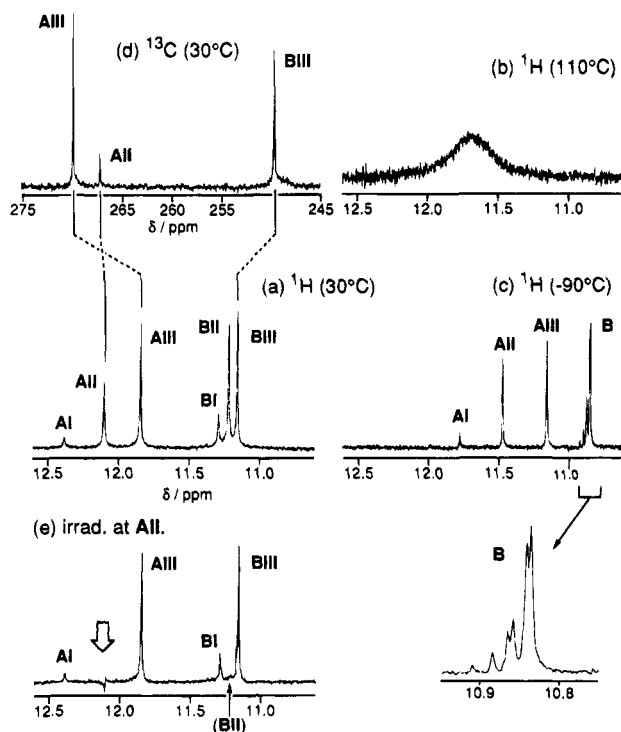 AIII
(d) ¹³C (30°C)
BIII
AII
275 265 255 245
δ / ppm
(b) ¹H (110°C)
12.5 12.0 11.5 11.0
(a) ¹H (30°C)
AI
AII
AIII
BI
BII
BIII
12.5 12.0 11.5 11.0
δ / ppm
(c) ¹H (-90°C)
AI
AII
AIII
B
12.5 12.0 11.5 11.0
(e) irrad. at AII.
AI
AIII
BI
BIII
12.5 12.0 11.5 11.0
(BII)
B
10.9 10.8